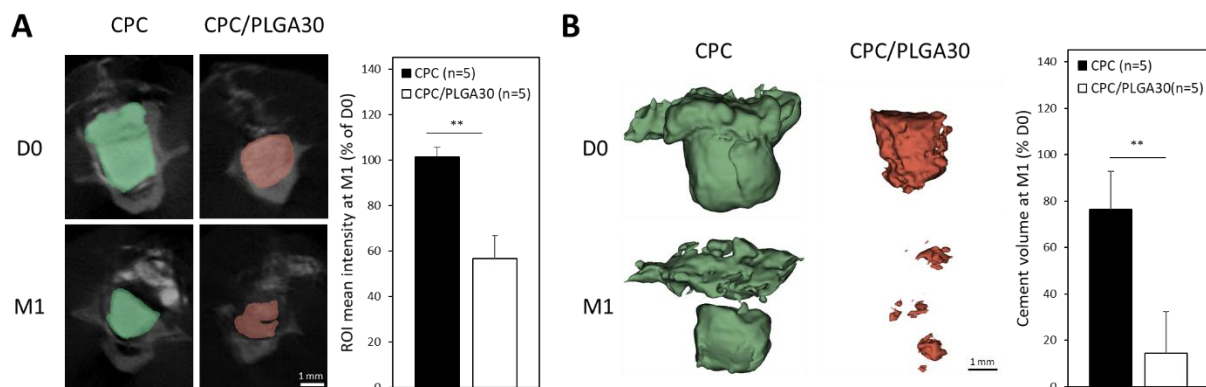 A
CPC
CPC/PLGA30
D0
M1
1 mm
ROI mean intensity at M1 (% of D0)
140
120
100
80
60
40
20
0
CPC (n=5)
CPC/PLGA30 (n=5)
**
B
CPC
CPC/PLGA30
D0
M1
1 mm
Cement volume at M1 (% D0)
140
120
100
80
60
40
20
0
CPC (n=5)
CPC/PLGA30(n=5)
**